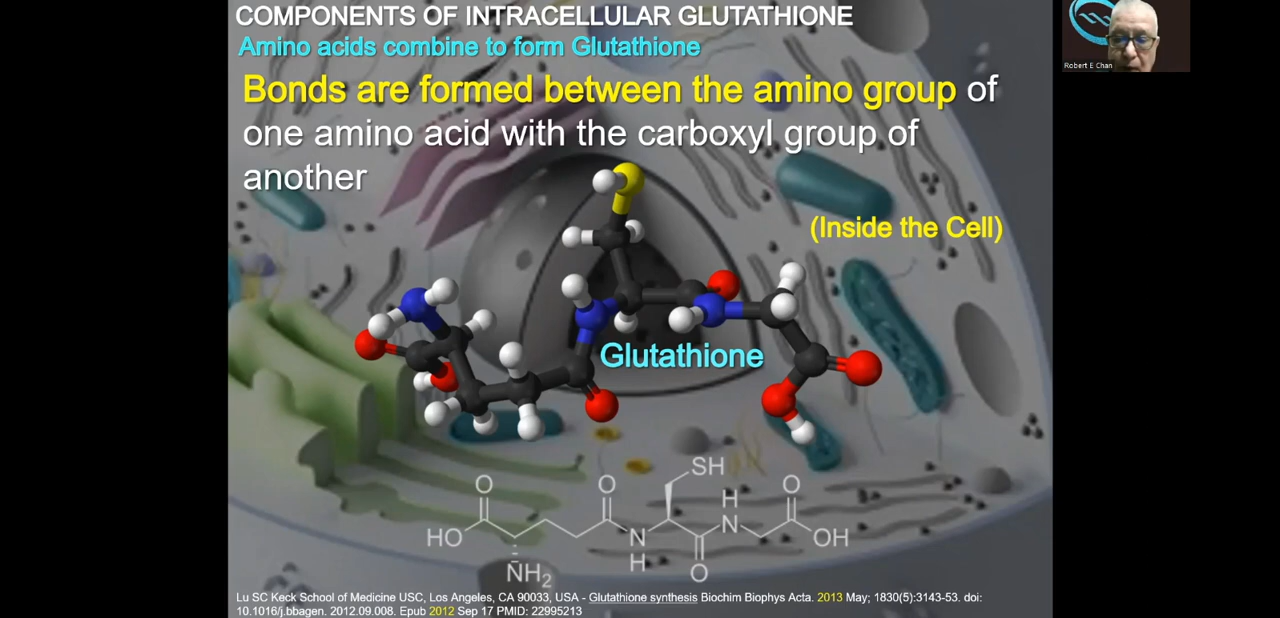 COMPONENTS OF INTRACELLULAR GLUTATHIONE
Amino acids combine to form Glutathione
Bonds are formed between the amino group of
one amino acid with the carboxyl group of
another
(Inside the Cell)
Glutathione
SH
O
O
H
O
HO
N
N
OH
H
NH₂
O
Lu SC Keck School of Medicine USC, Los Angeles, CA 90033, USA - Glutathione synthesis Biochim Biophys Acta. 2013 May; 1830(5):3143-53. doi:
10.1016/j.bbagen. 2012.09.008. Epub 2012 Sep 17 PMID: 22995213
Robert E Chan